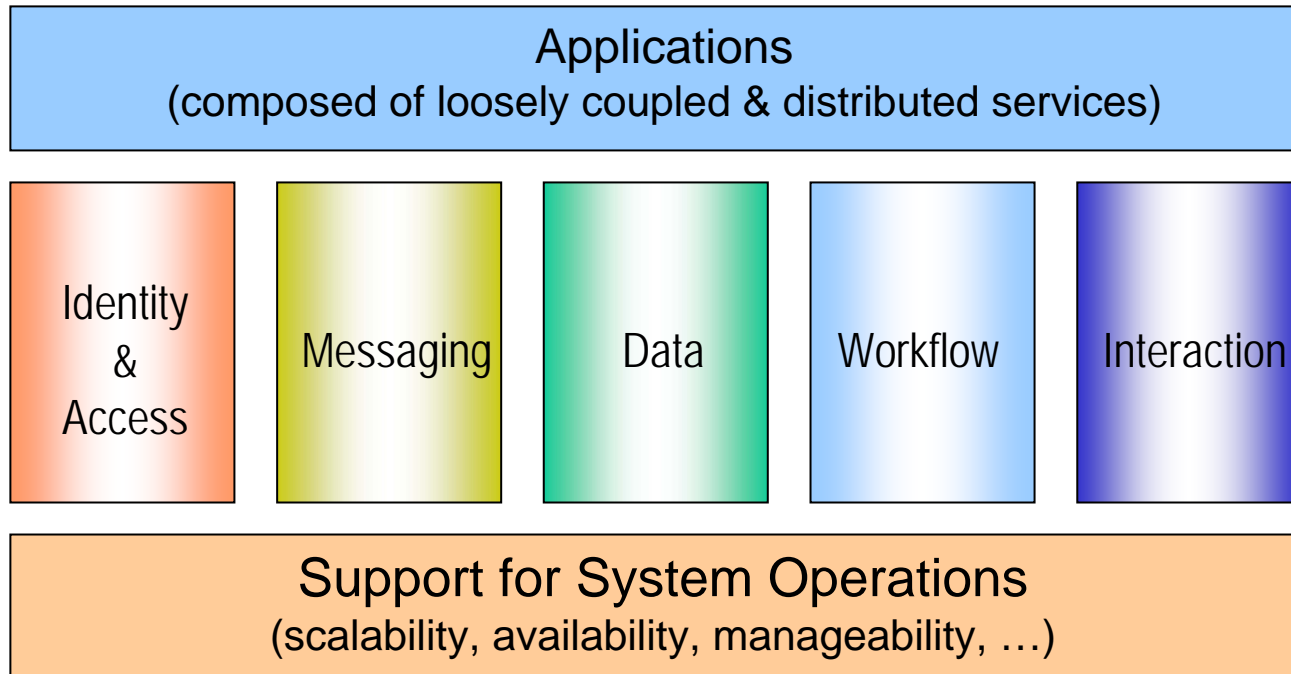 Applications
(composed of loosely coupled & distributed services)
Identity
&
Access
Messaging
Data
Workflow
Interaction
Support for System Operations
(scalability, availability, manageability, …)